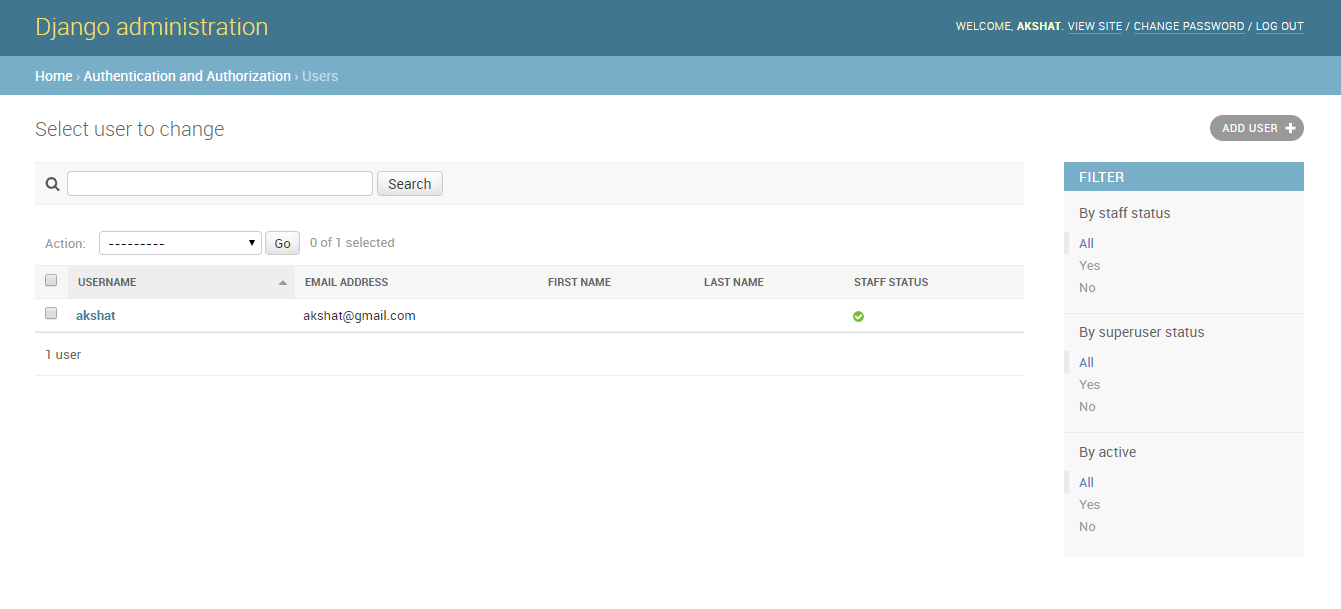 Django administration
WELCOME, AKSHAT. VIEW SITE / CHANGE PASSWORD / LOG OUT
Home › Authentication and Authorization › Users
Select user to change
ADD USER
Search
Action: --------- Go 0 of 1 selected
USERNAME EMAIL ADDRESS FIRST NAME LAST NAME STAFF STATUS
akshat akshat@gmail.com
1 user
FILTER
By staff status
All
Yes
No
By superuser status
All
Yes
No
By active
All
Yes
No